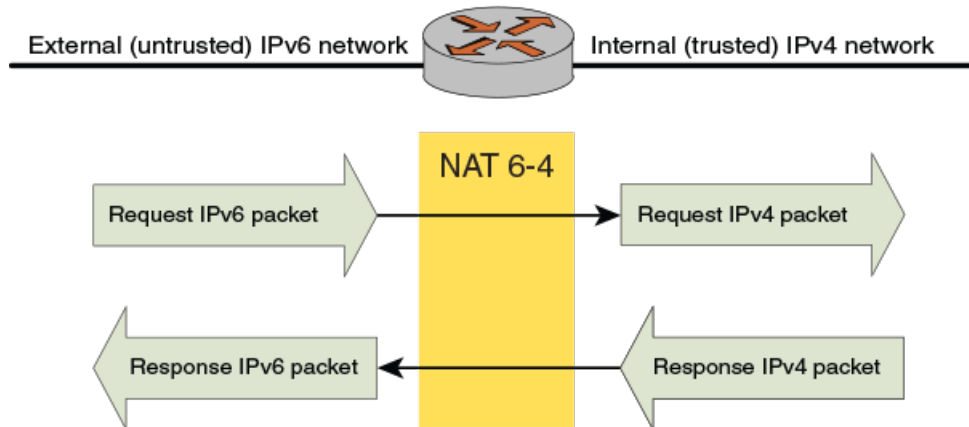 External (untrusted) IPv6 network
Internal (trusted) IPv4 network
NAT 6-4
Request IPv6 packet
Request IPv4 packet
Response IPv6 packet
Response IPv4 packet